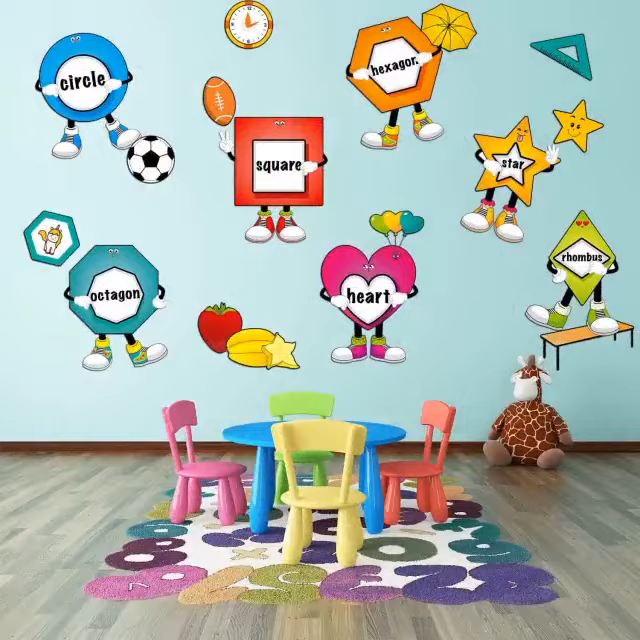 circle
hexagon
square
star
octagon
heart
rhombus